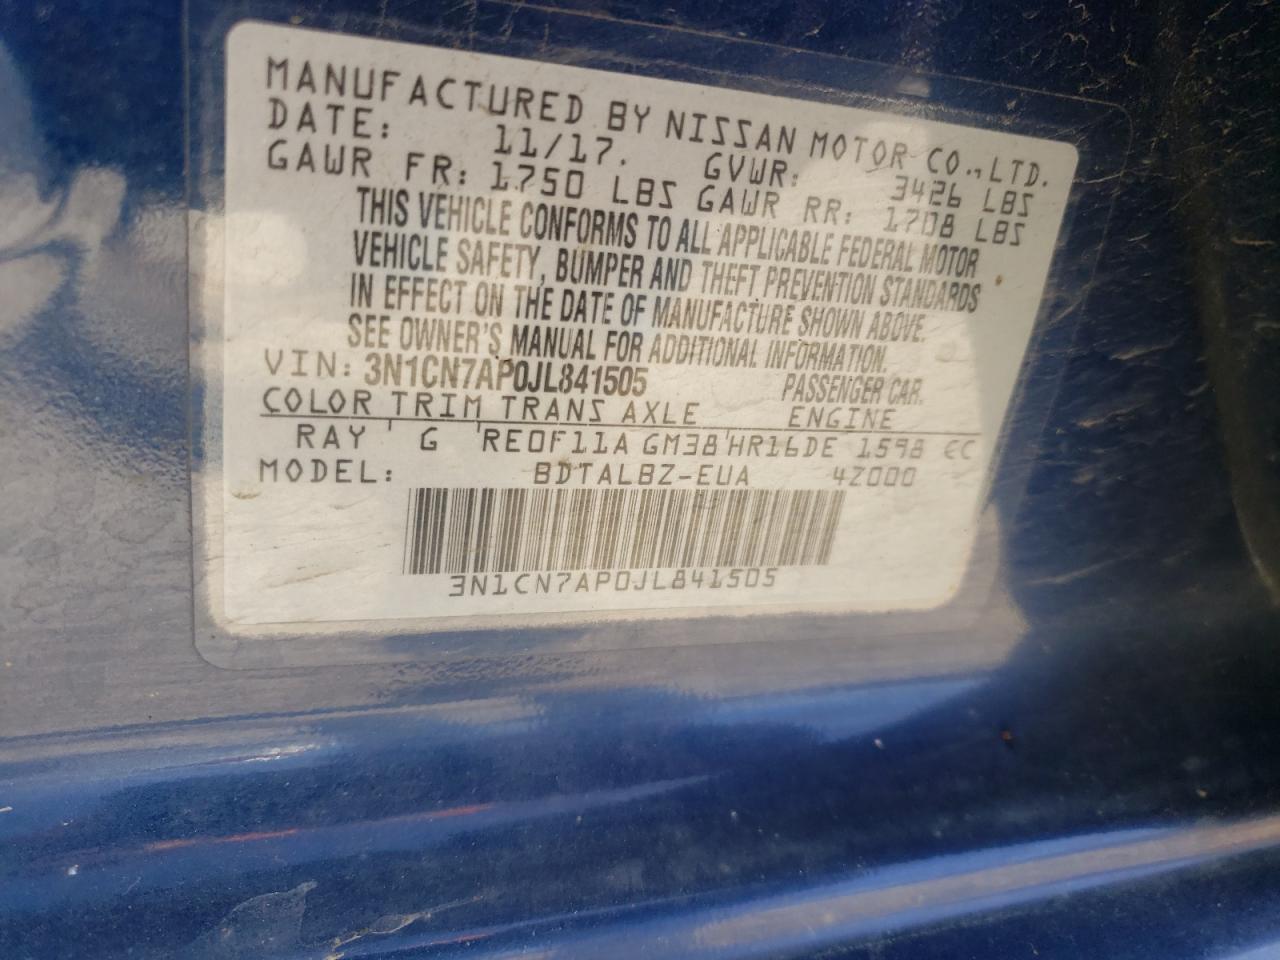 MANUFACTURED BY NISSAN MOTOR CO., LTD.
DATE: 11/17. GVWR: 3426 LBS
GAWR FR: 1750 LBS GAWR RR: 1708 LBS
THIS VEHICLE CONFORMS TO ALL APPLICABLE FEDERAL MOTOR
VEHICLE SAFETY, BUMPER AND THEFT PREVENTION STANDARDS
IN EFFECT ON THE DATE OF MANUFACTURE SHOWN ABOVE.
SEE OWNER'S MANUAL FOR ADDITIONAL INFORMATION.
VIN: 3N1CN7AP0JL841505 PASSENGER CAR.
COLOR TRIM TRANS AXLE ENGINE
RAY G RE0F11A GM38 HR16DE 1598 CC
MODEL: BDTALBZ-EUA 4Z000
3N1CN7AP0JL841505